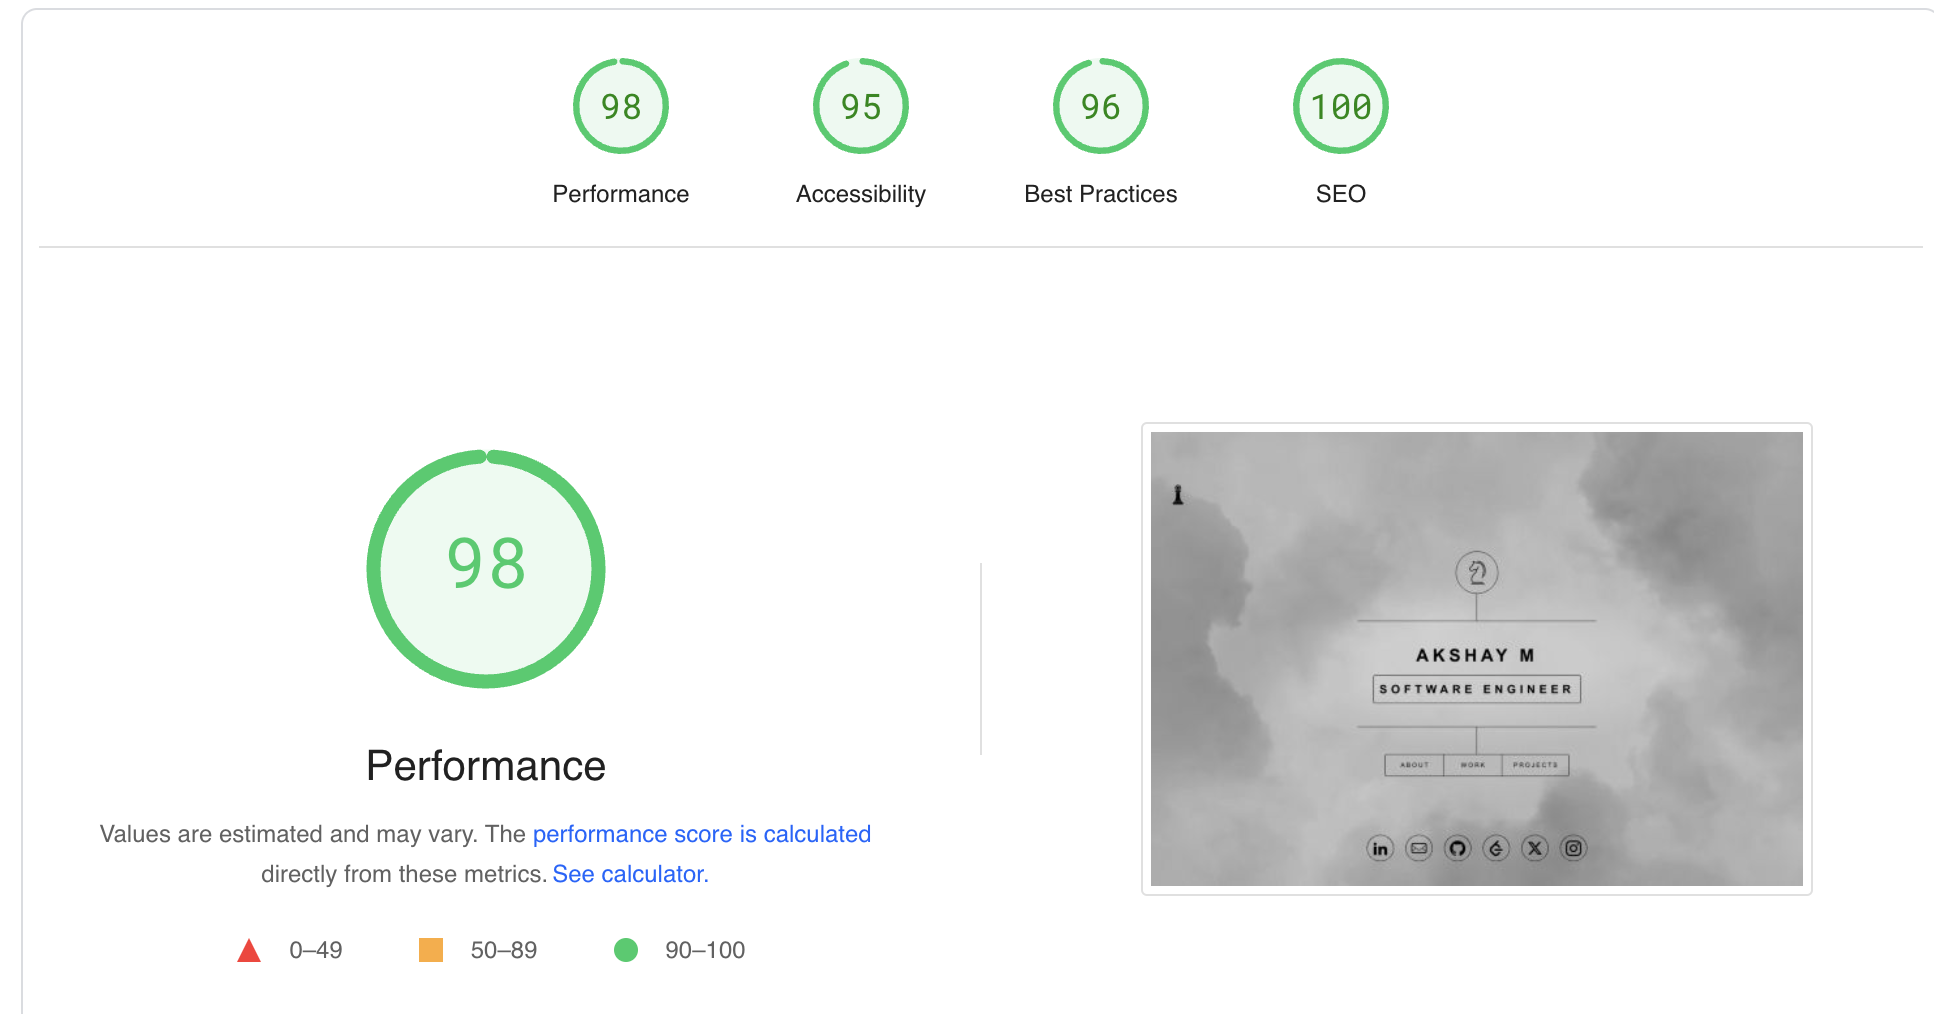 98
95
96
100
Performance
Accessibility
Best Practices
SEO
98
Performance
Values are estimated and may vary. The performance score is calculated
directly from these metrics. See calculator.
0–49
50–89
90–100
AKSHAY M
SOFTWARE ENGINEER
ABOUT
WORK
PROJECTS
in
X